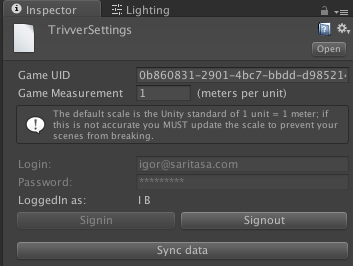 Inspector
Lighting
TrivverSettings
Open
Game UID 0b860831-2901-4bc7-bbdd-d98521
Game Measurement 1 (meters per unit)
The default scale is the Unity standard of 1 unit = 1 meter; if
this is not accurate you MUST update the scale to prevent your
scenes from breaking.
Login: igor@saritasa.com
Password: *********
LoggedIn as: I B
Signin Signout
Sync data